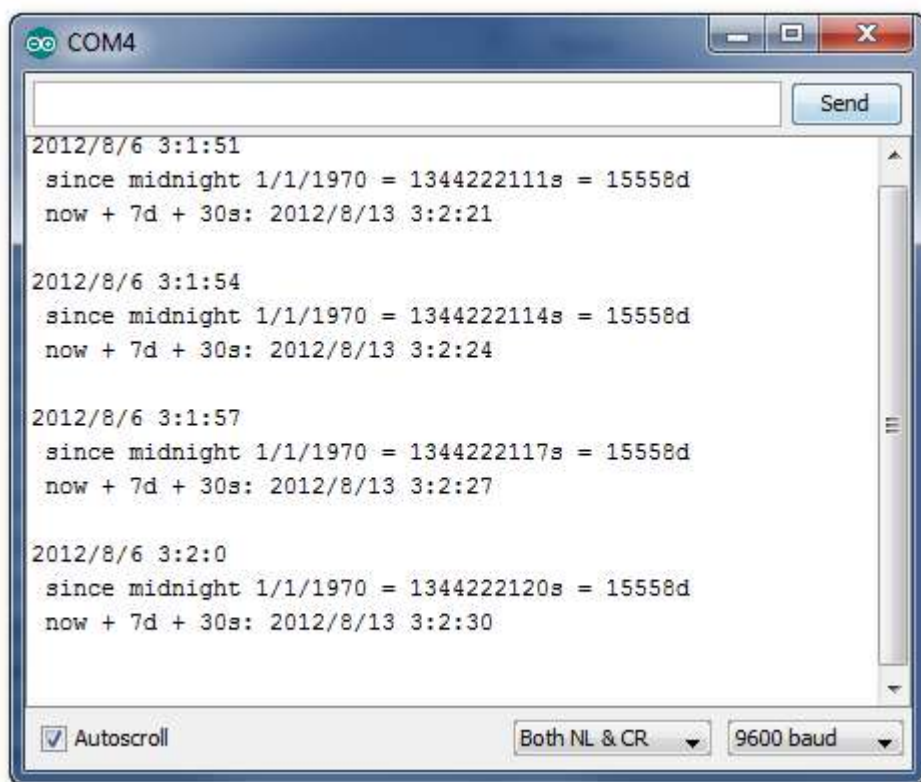 COM4
Send
2012/8/6 3:1:51
since midnight 1/1/1970 = 1344222111s = 15558d
now + 7d + 30s: 2012/8/13 3:2:21
2012/8/6 3:1:54
since midnight 1/1/1970 = 1344222114s = 15558d
now + 7d + 30s: 2012/8/13 3:2:24
2012/8/6 3:1:57
since midnight 1/1/1970 = 1344222117s = 15558d
now + 7d + 30s: 2012/8/13 3:2:27
2012/8/6 3:2:0
since midnight 1/1/1970 = 1344222120s = 15558d
now + 7d + 30s: 2012/8/13 3:2:30
Autoscroll
Both NL & CR
9600 baud